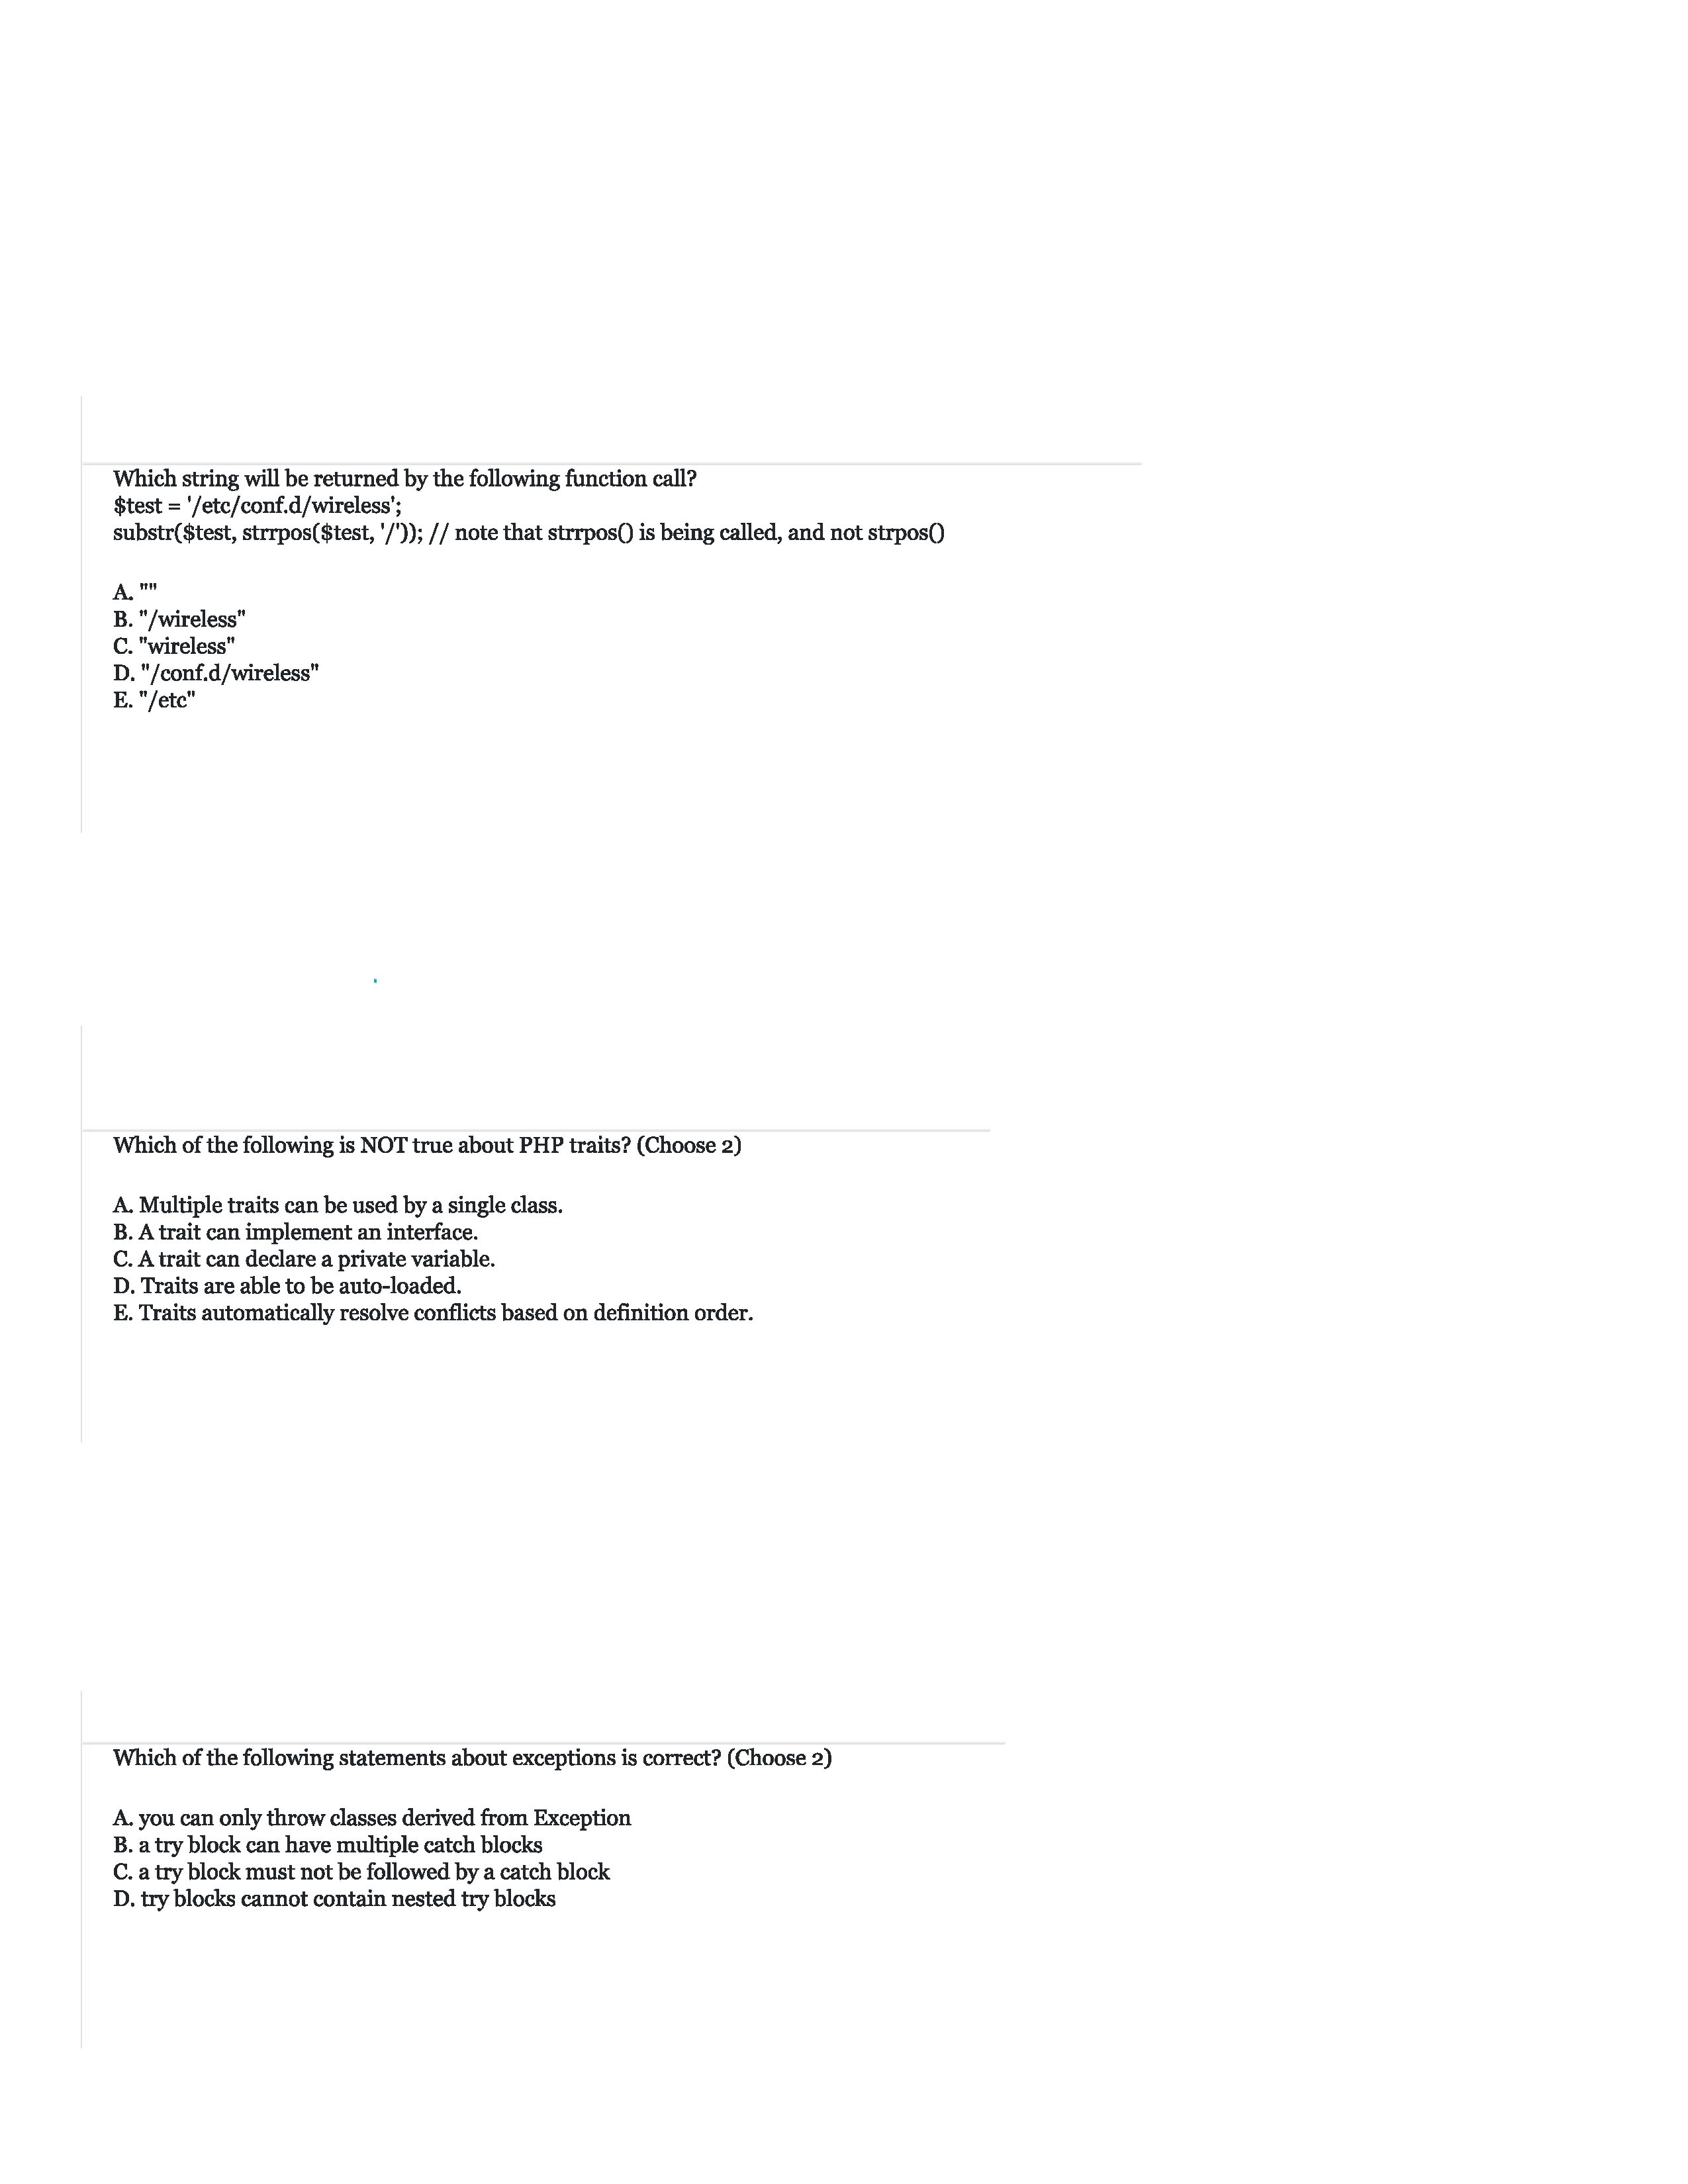 Which string will be returned by the following function call?
$test = '/etc/conf.d/wireless';
substr($test, strrpos($test, '/')); // note that strrpos() is being called, and not strpos()
A. ""
B. "/wireless"
C. "wireless"
D. "/conf.d/wireless"
E. "/etc"
Which of the following is NOT true about PHP traits? (Choose 2)
A. Multiple traits can be used by a single class.
B. A trait can implement an interface.
C. A trait can declare a private variable.
D. Traits are able to be auto-loaded.
E. Traits automatically resolve conflicts based on definition order.
Which of the following statements about exceptions is correct? (Choose 2)
A. you can only throw classes derived from Exception
B. a try block can have multiple catch blocks
C. a try block must not be followed by a catch block
D. try blocks cannot contain nested try blocks